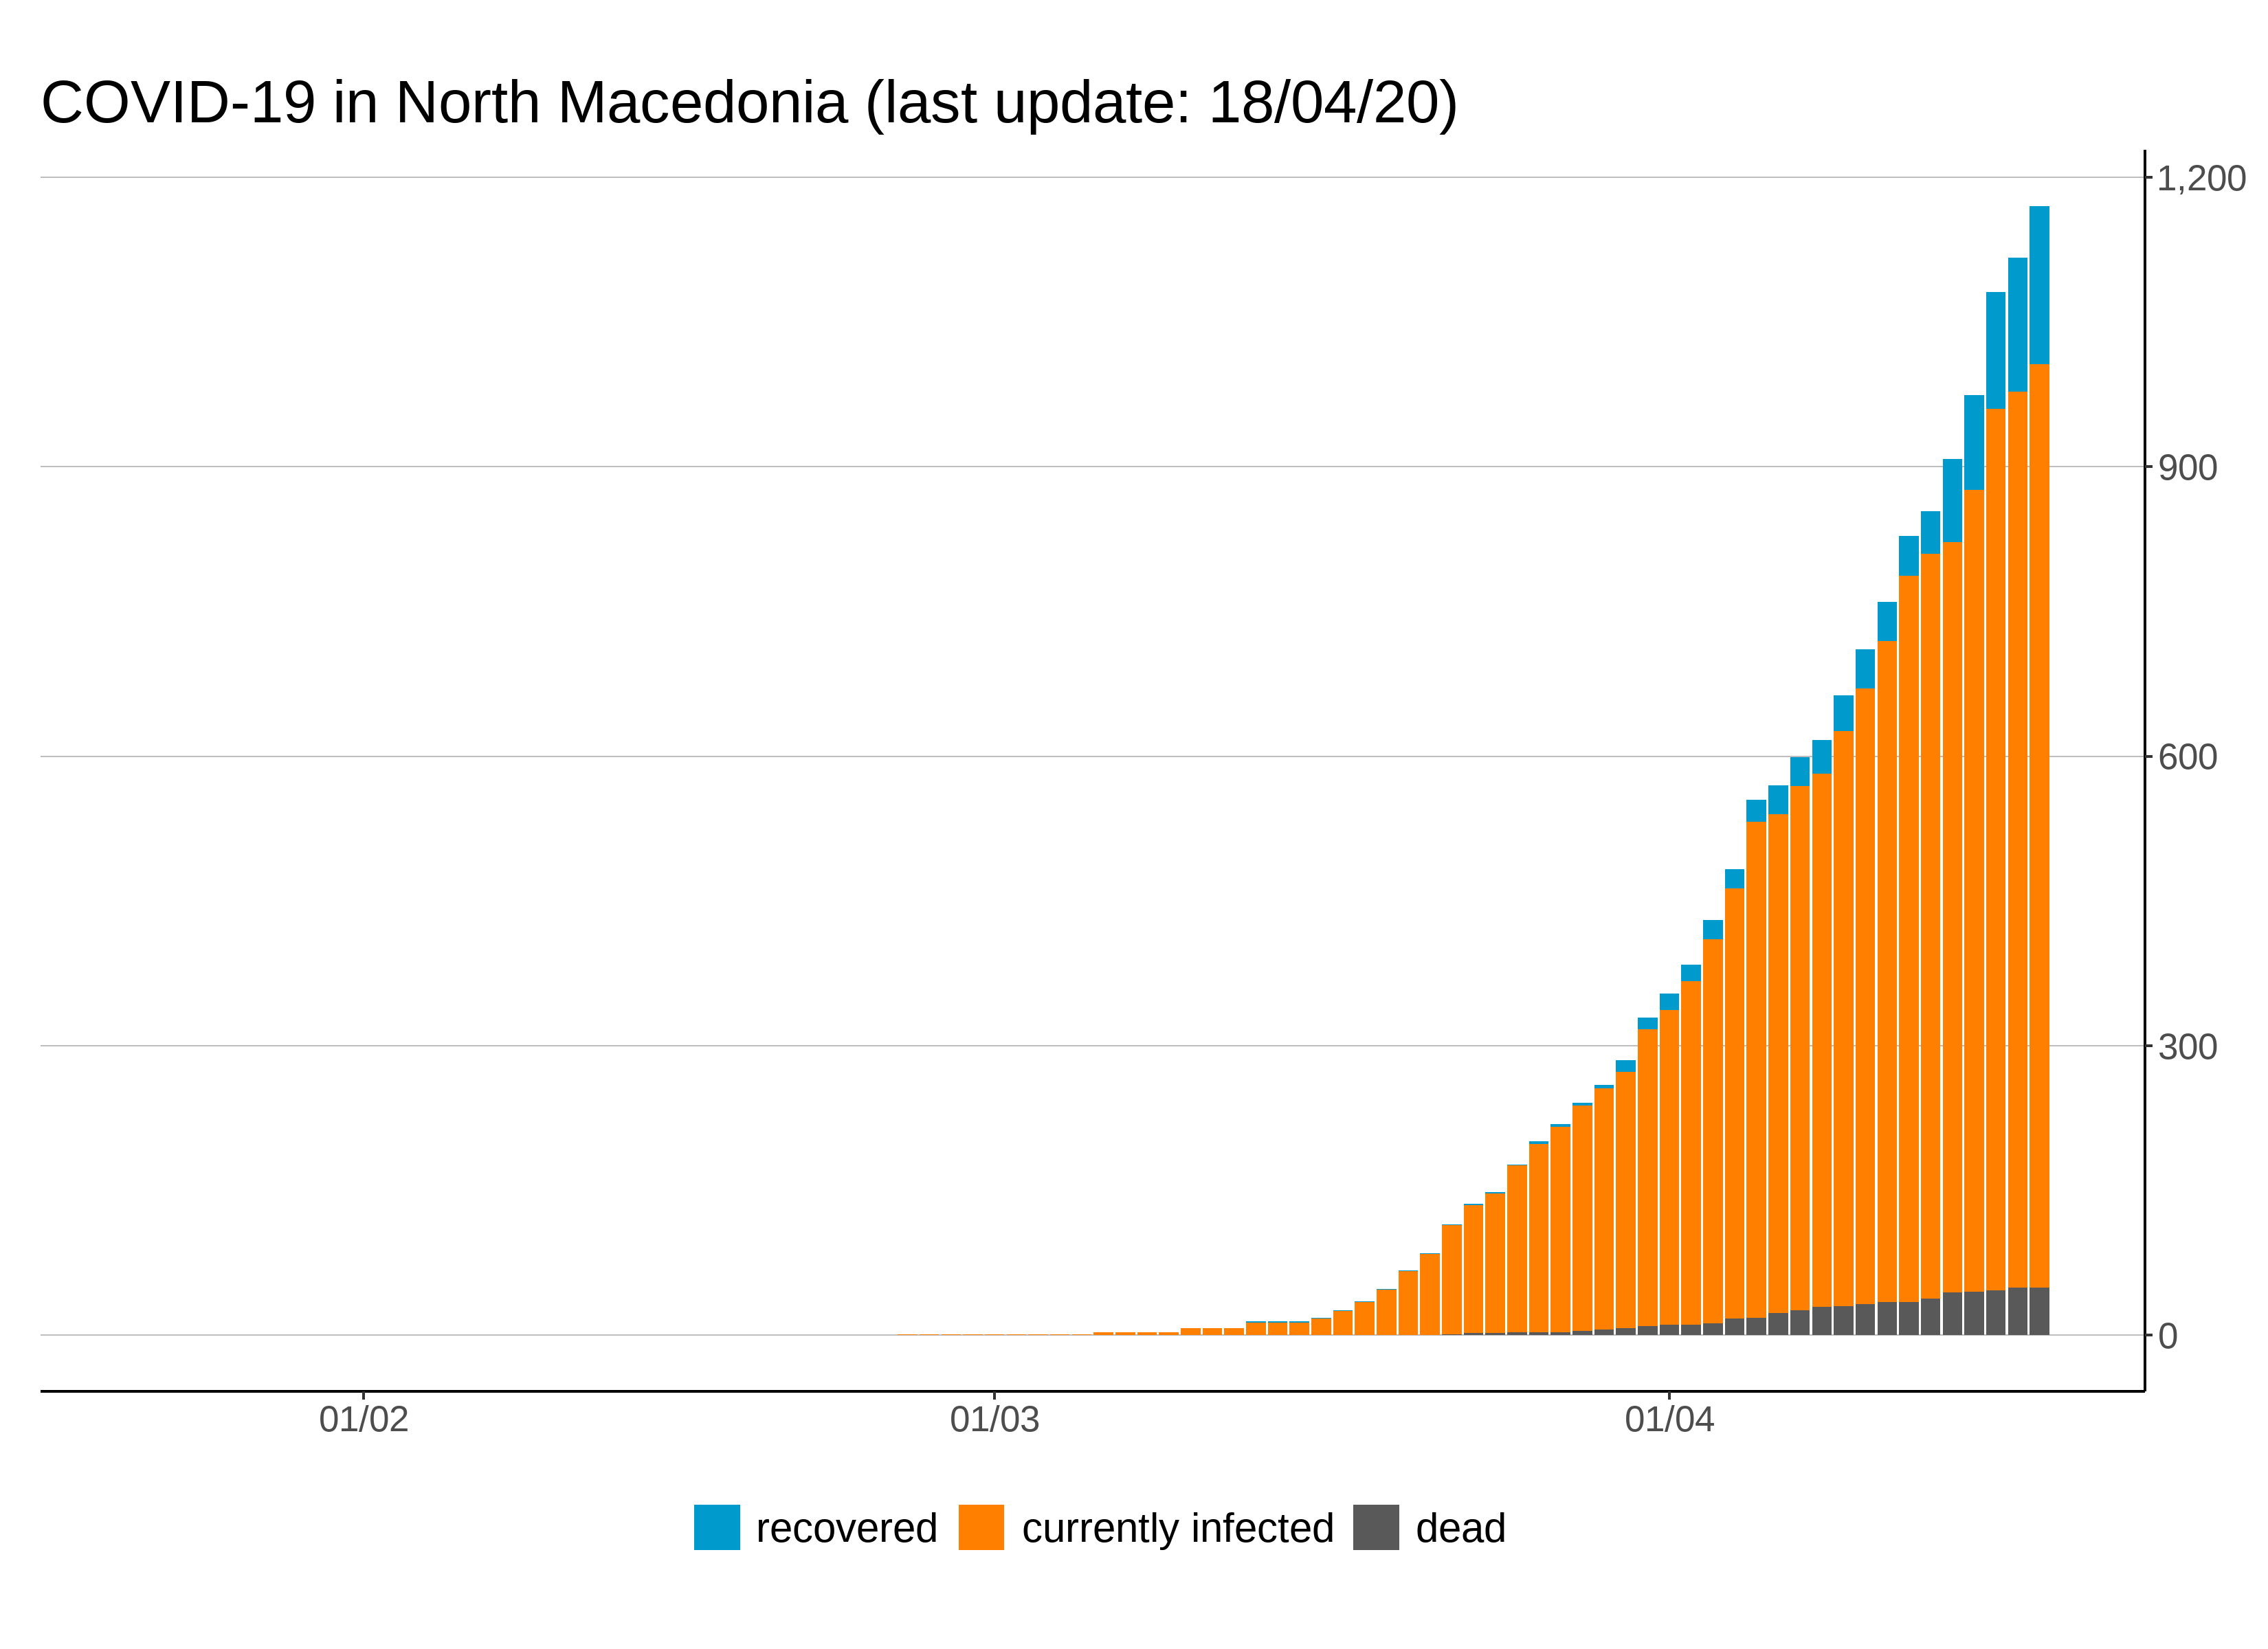 COVID-19 in North Macedonia (last update: 18/04/20)
1,200
900
600
300
0
01/02 01/03 01/04
recovered currently infected dead